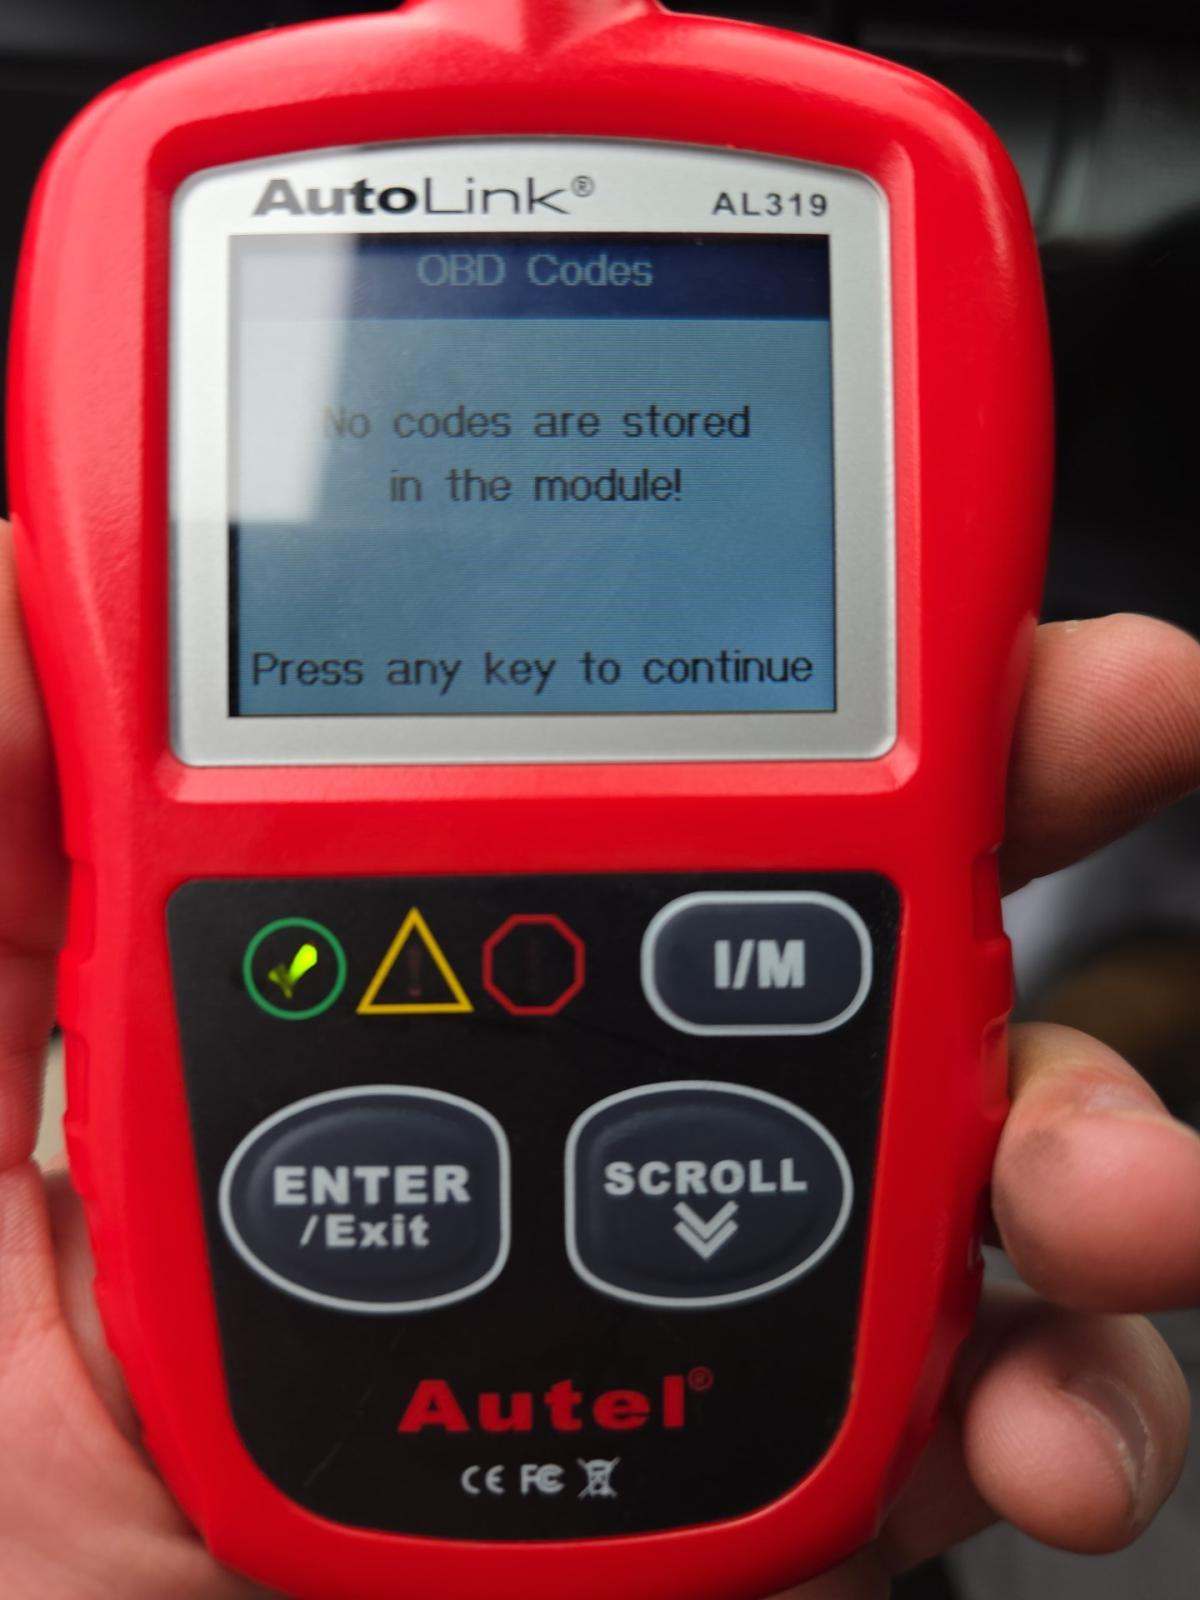 AutoLink® AL319
OBD Codes
No codes are stored
in the module!
Press any key to continue
I/M
ENTER
/Exit
SCROLL
Autel®
CE FC